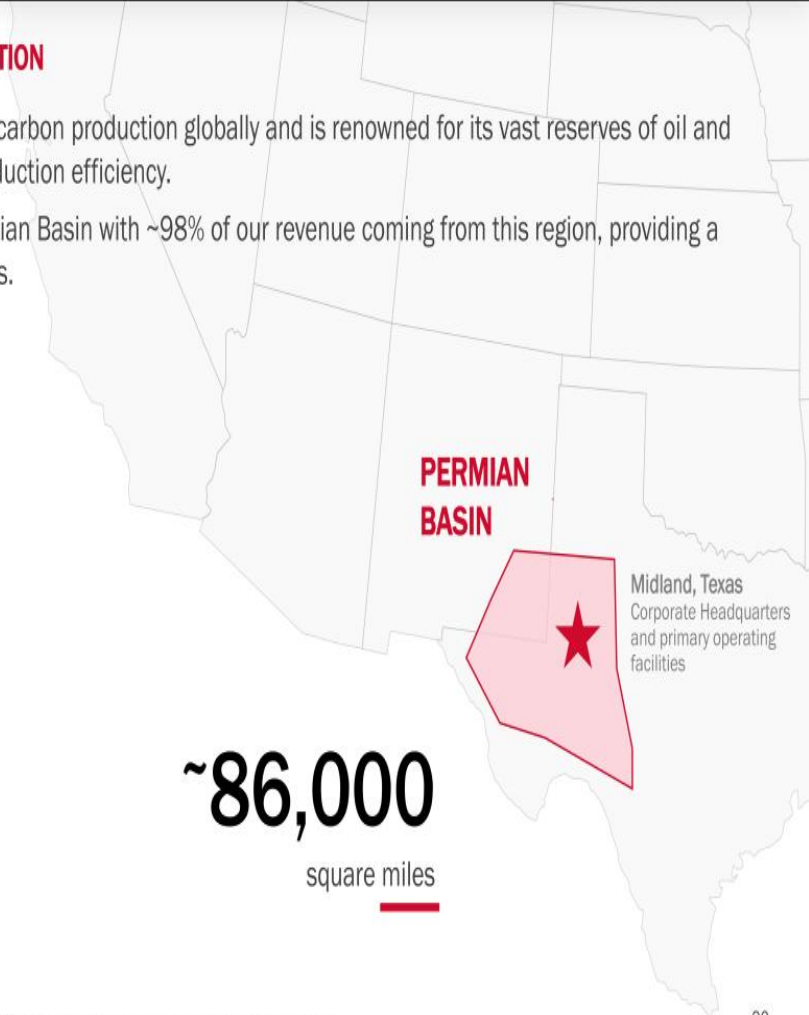 TION
carbon production globally and is renowned for its vast reserves of oil and
duction efficiency.
ian Basin with ~98% of our revenue coming from this region, providing a
s.
PERMIAN
BASIN
Midland, Texas
Corporate Headquarters
and primary operating
facilities
~86,000
square miles